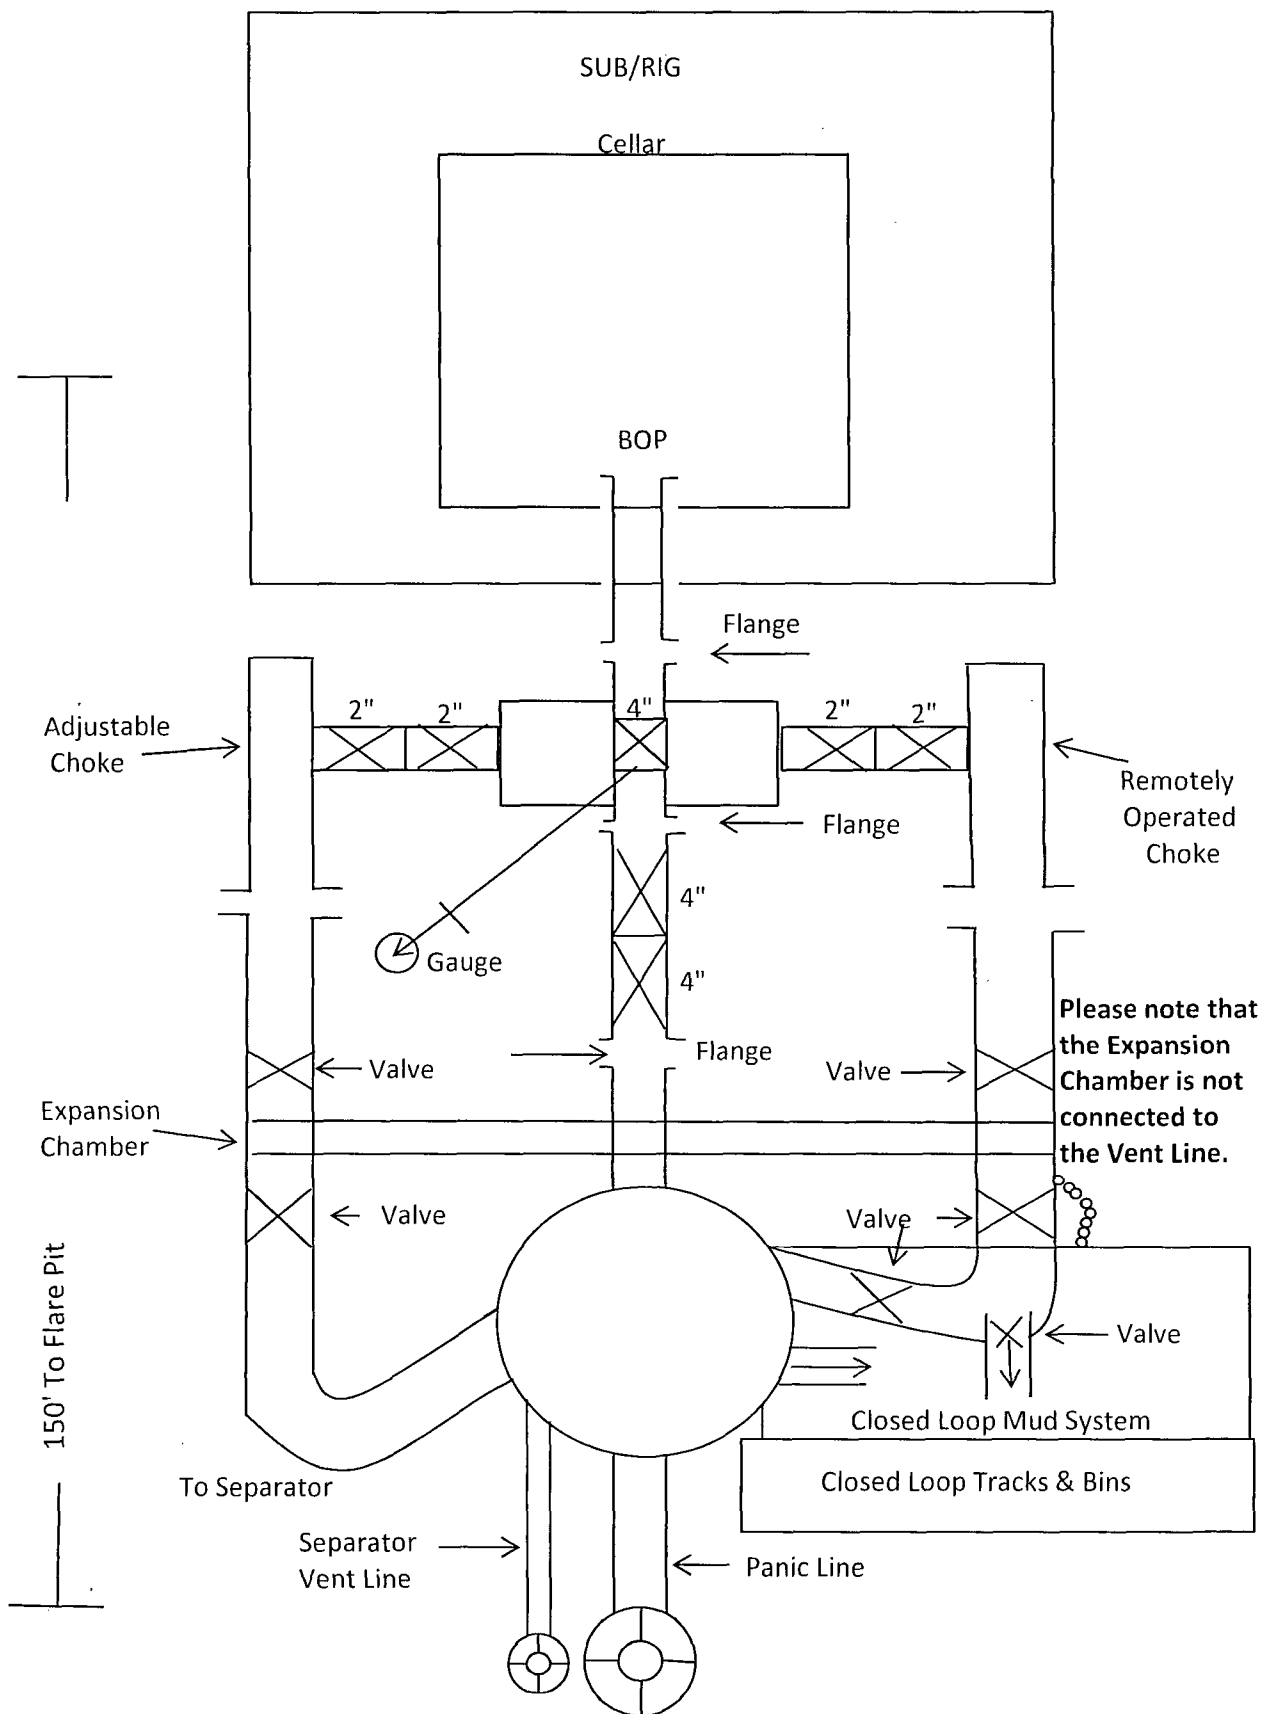 SUB/RIG
Cellar
BOP
Flange
2"
2"
4"
2"
2"
Adjustable
Choke
Remotely
Operated
Choke
Flange
4"
Gauge
4"
Please note that
the Expansion
Chamber is not
connected to
the Vent Line.
Flange
Valve
Valve
Expansion
Chamber
Valve
Valve
150' To Flare Pit
Valve
Closed Loop Mud System
To Separator
Closed Loop Tracks & Bins
Separator
Vent Line
Panic Line